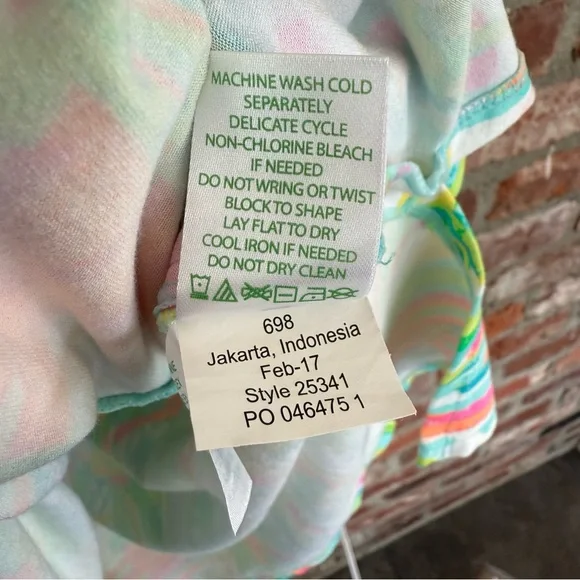 MACHINE WASH COLD
SEPARATELY
DELICATE CYCLE
NON-CHLORINE BLEACH
IF NEEDED
DO NOT WRING OR TWIST
BLOCK TO SHAPE
LAY FLAT TO DRY
COOL IRON IF NEEDED
DO NOT DRY CLEAN
698
Jakarta, Indonesia
Feb-17
Style 25341
PO 046475 1